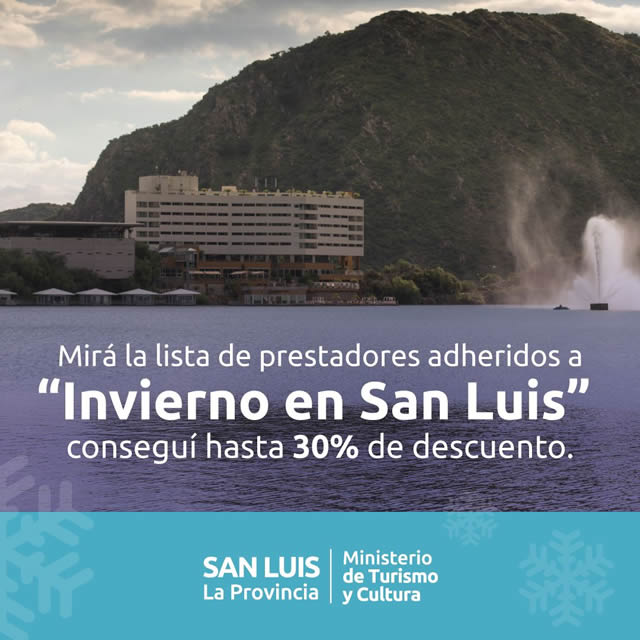 Mirá la lista de prestadores adheridos a
“Invierno en San Luis”
conseguí hasta 30% de descuento.
SAN LUIS
La Provincia
Ministerio
de Turismo
y Cultura